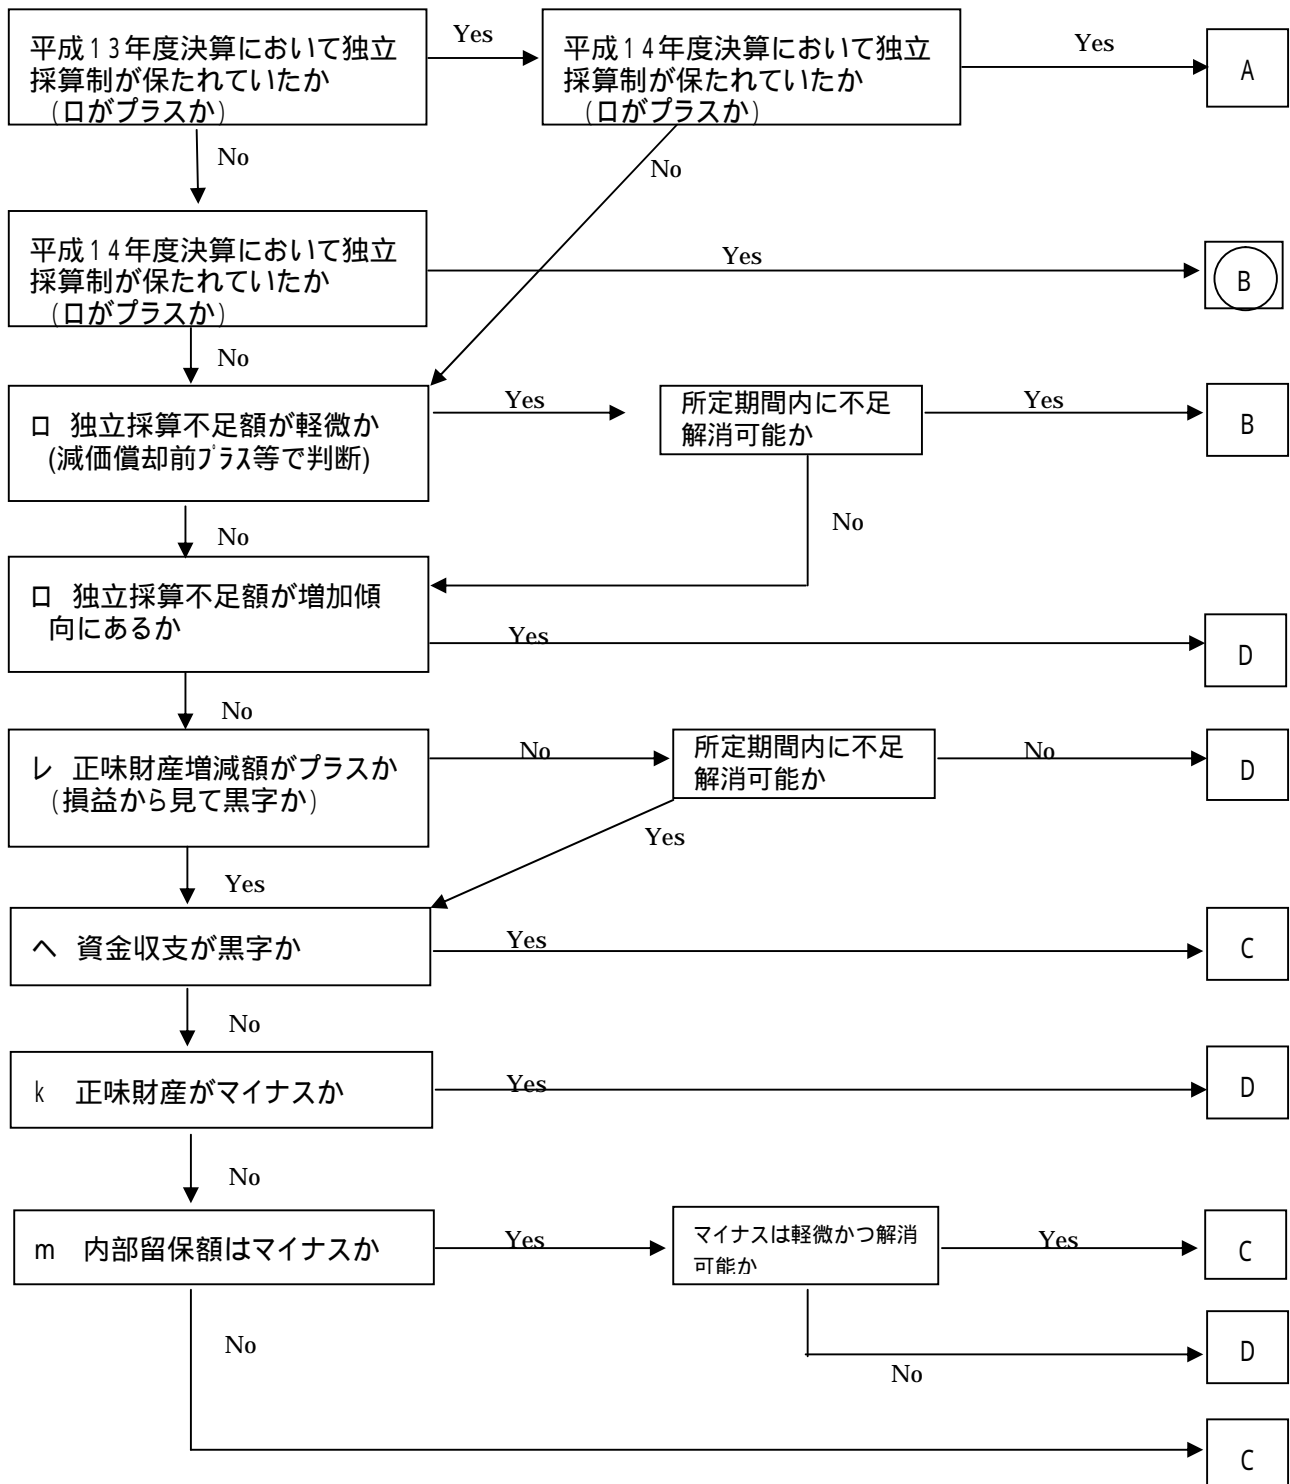 平成13年度決算において独立
採算制が保たれていたか
(ロがプラスか)
Yes
平成14年度決算において独立
採算制が保たれていたか
(ロがプラスか)
Yes
A
No
No
平成14年度決算において独立
採算制が保たれていたか
(ロがプラスか)
Yes
B
No
ロ 独立採算不足額が軽微か
(減価償却前プラス等で判断)
Yes
所定期間内に不足
解消可能か
Yes
B
No
No
ロ 独立採算不足額が増加傾
向にあるか
Yes
D
No
レ 正味財産増減額がプラスか
(損益から見て黒字か)
No
所定期間内に不足
解消可能か
No
D
Yes
Yes
ヘ 資金収支が黒字か
Yes
C
No
k 正味財産がマイナスか
Yes
D
No
m 内部留保額はマイナスか
Yes
マイナスは軽微かつ解消
可能か
Yes
C
No
No
D
C